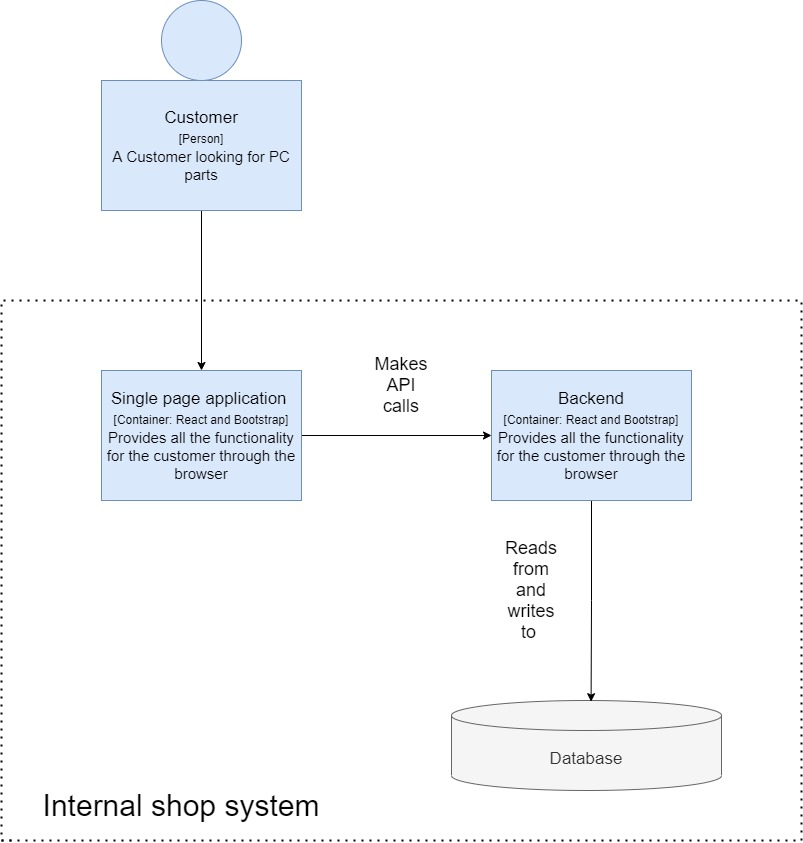 Customer
[Person]
A Customer looking for PC
parts
Single page application
[Container: React and Bootstrap]
Provides all the functionality
for the customer through the
browser
Makes
API
calls
Backend
[Container: React and Bootstrap]
Provides all the functionality
for the customer through the
browser
Reads
from
and
writes
to
Database
Internal shop system